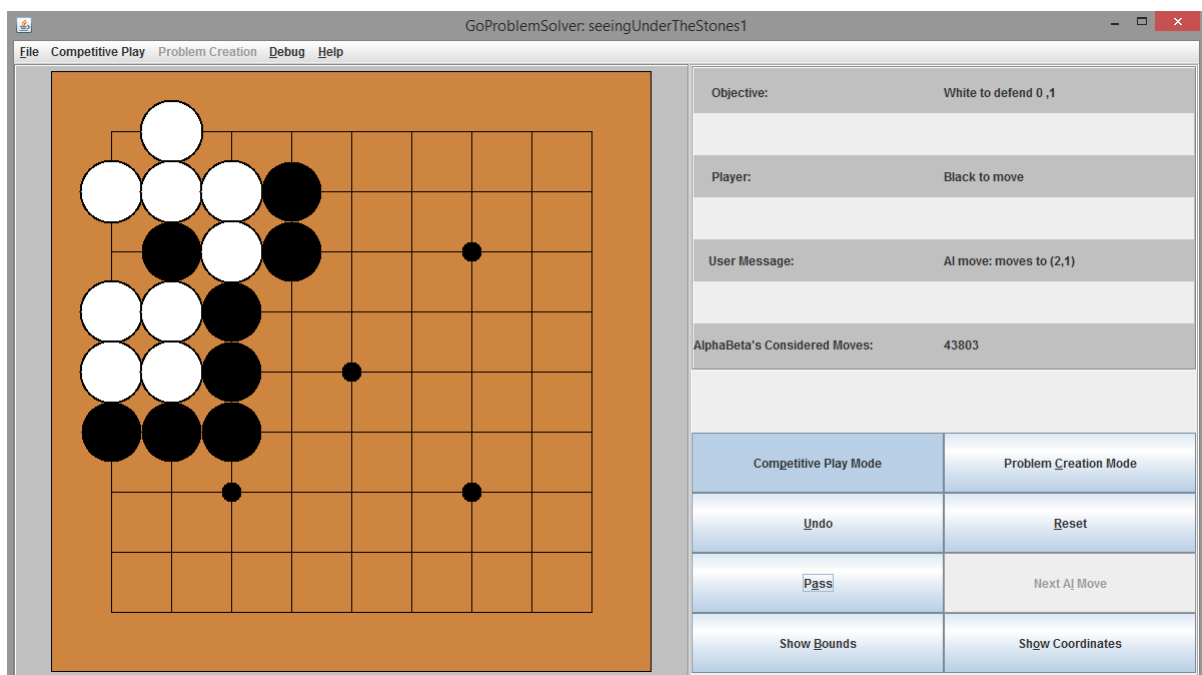 GoProblemSolver: seeingUnderTheStones1
File Competitive Play Problem Creation Debug Help
Objective: White to defend 0 ,1
Player: Black to move
User Message: AI move: moves to (2,1)
AlphaBeta's Considered Moves: 43803
Competitive Play Mode Problem Creation Mode
Undo Reset
Pass Next AI Move
Show Bounds Show Coordinates